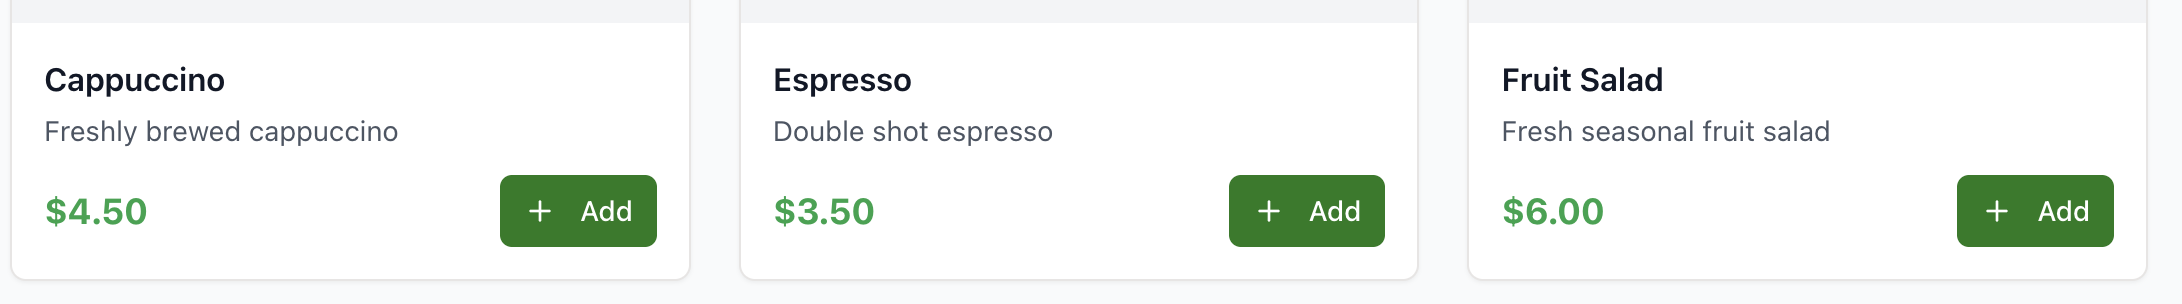 Cappuccino
Freshly brewed cappuccino
$4.50
+ Add
Espresso
Double shot espresso
$3.50
+ Add
Fruit Salad
Fresh seasonal fruit salad
$6.00
+ Add